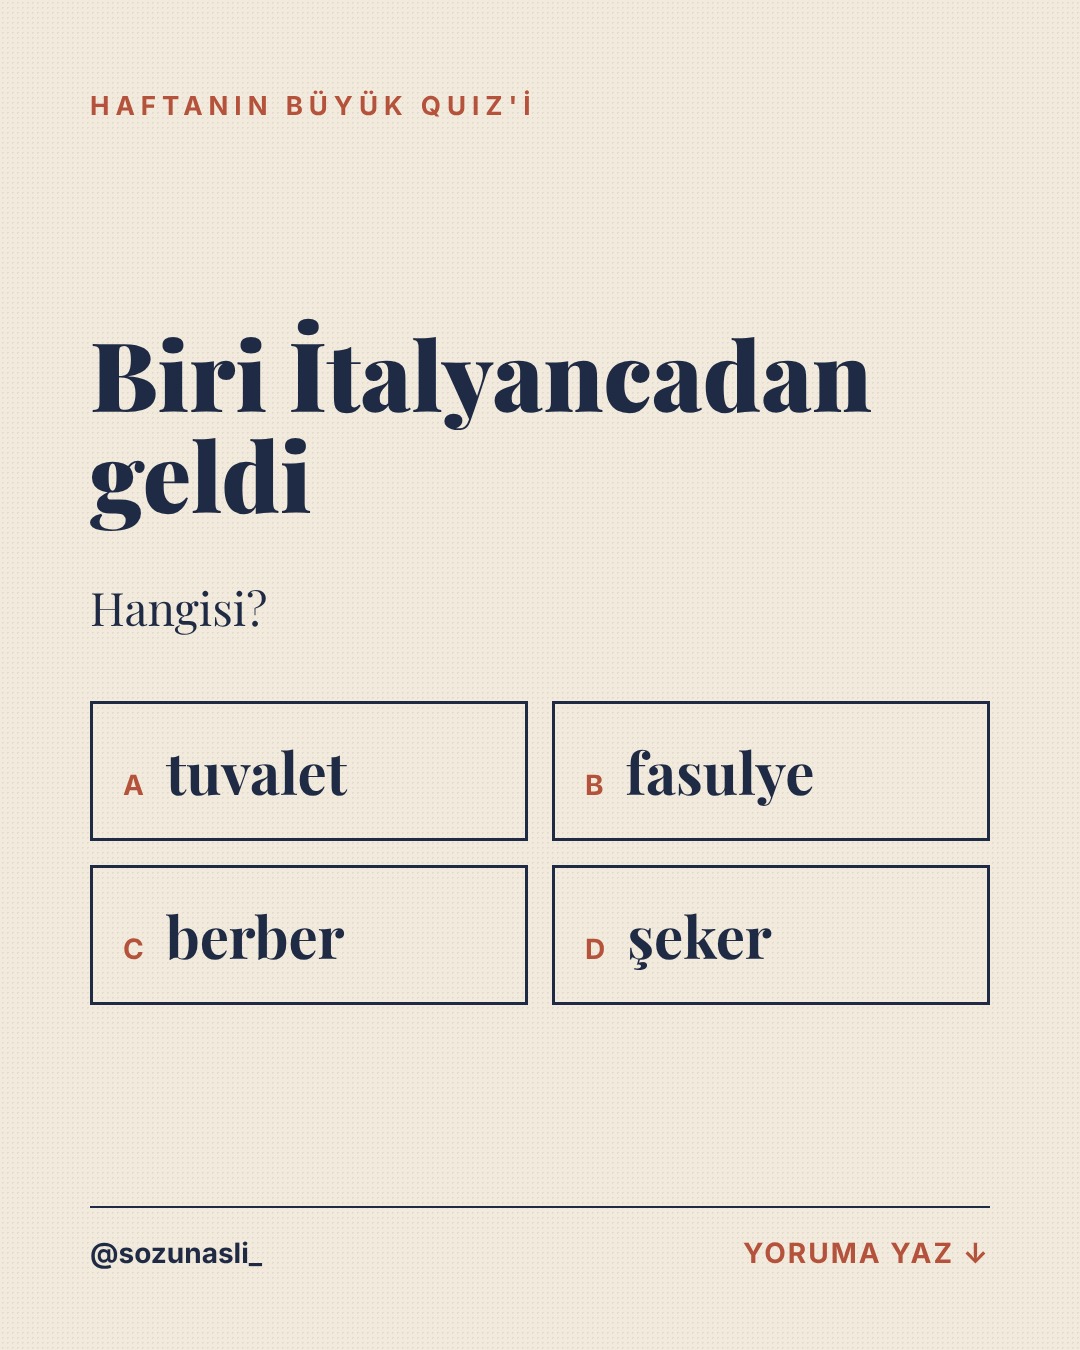 HAFTANIN BÜYÜK QUIZ'İ
Biri İtalyancadan
geldi
Hangisi?
A tuvalet
B fasulye
C berber
D şeker
@sozunasli_
YORUMA YAZ ↓